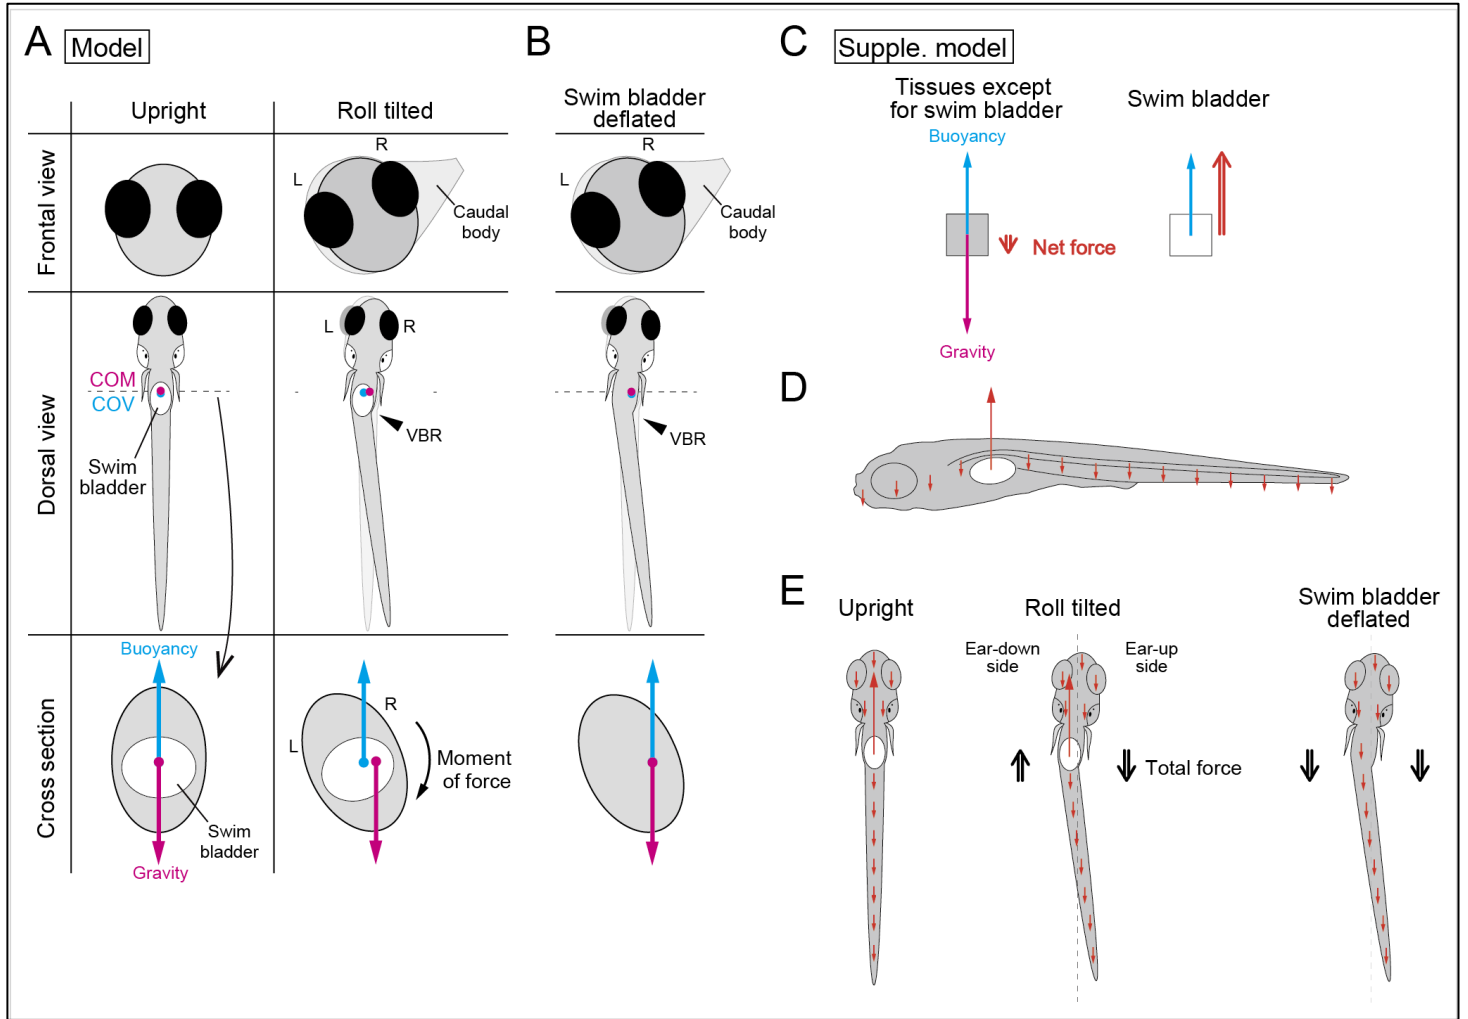 A Model
Upright
Roll tilted
Frontal view
L
R
Caudal
body
Dorsal view
COM
COV
Swim
bladder
L
R
VBR
Cross section
Buoyancy
Swim
bladder
Gravity
L
R
Moment
of force
B
Swim bladder
deflated
L
R
Caudal
body
VBR
C Supple. model
Tissues except
for swim bladder
Swim bladder
Buoyancy
Net force
Gravity
D
E
Upright
Roll tilted
Swim bladder
deflated
Ear-down
side
Ear-up
side
Total force